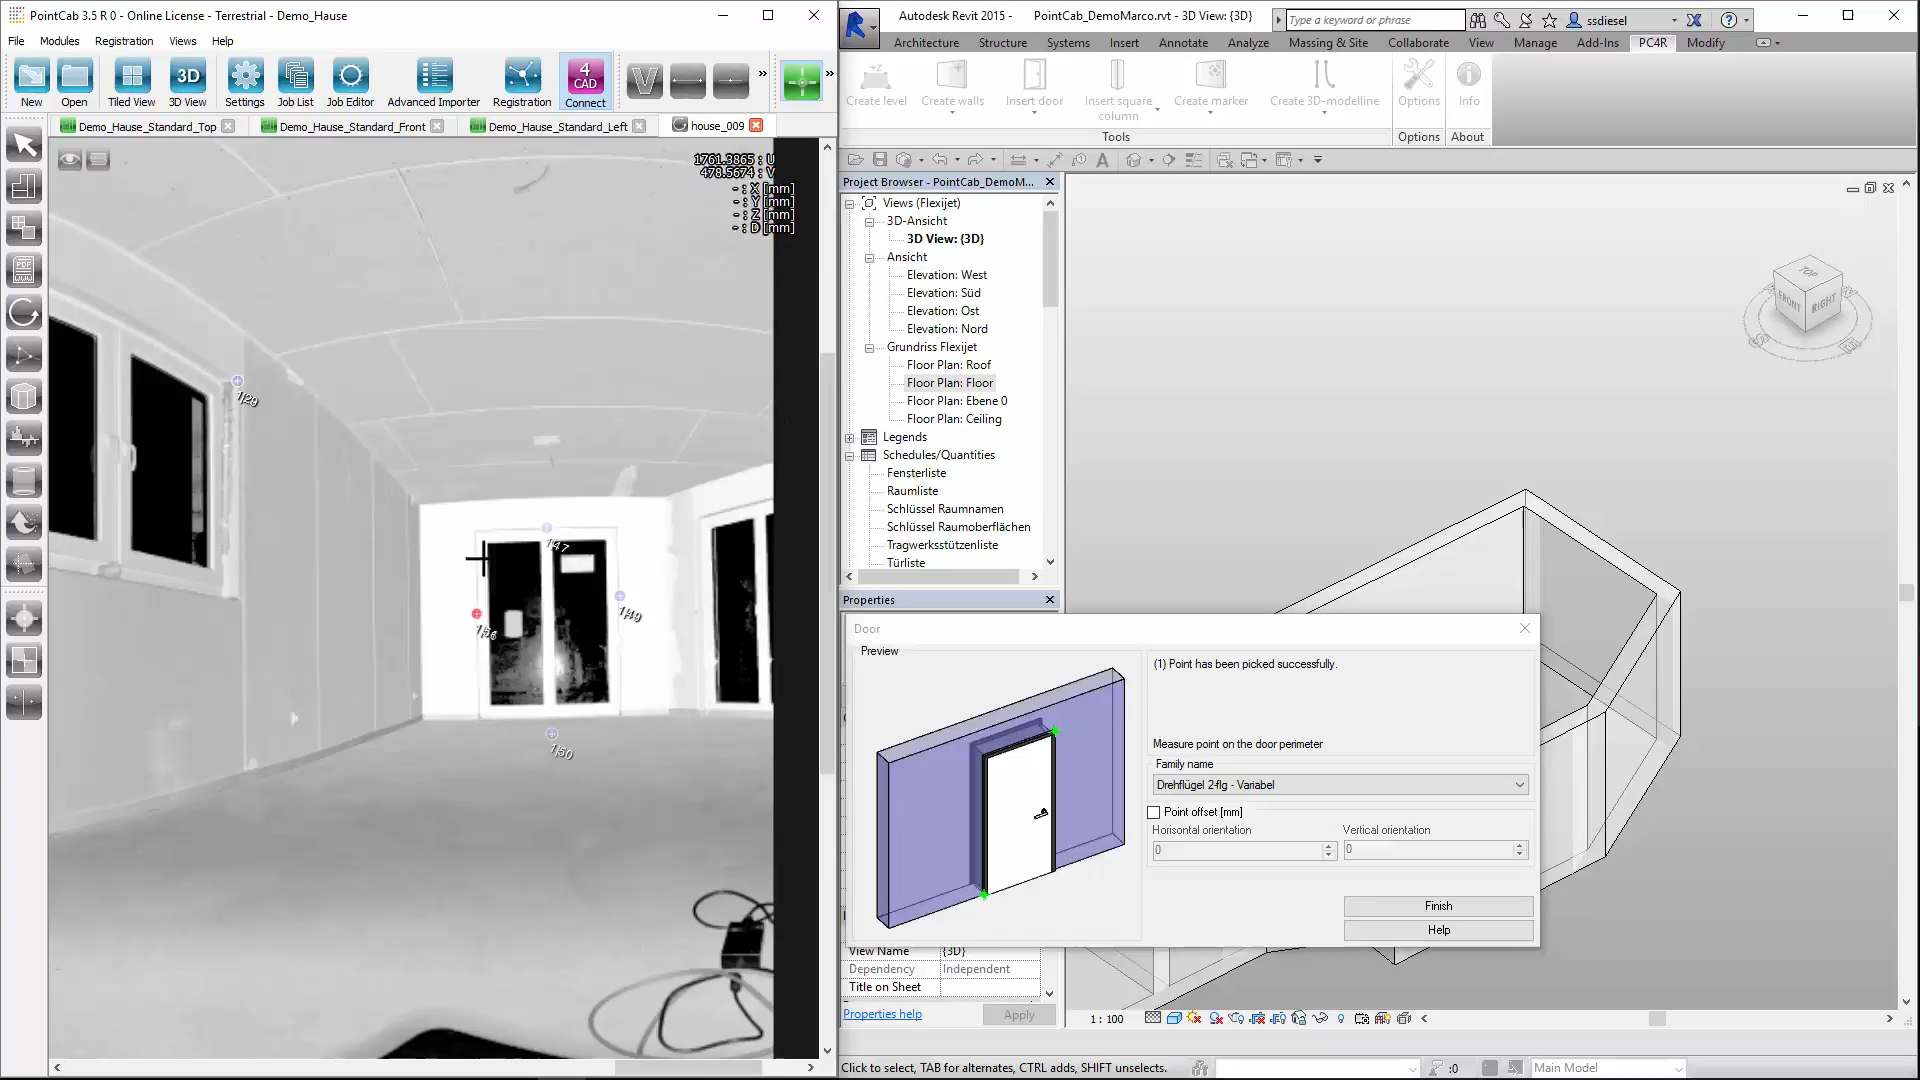 PointCab 3.5 R.0 - Online License - Terrestrial - Demo_Hause
File Modules Registration Views Help
3D
4 CAD
New Open Tiled View 3D View Settings Job List Job Editor Advanced Importer Registration Connect
Demo_Hause_Standard_Top Demo_Hause_Standard_Front Demo_Hause_Standard_Left house_009
PDF
1761.3865 : U
478.5674 : V
- : X [mm]
- : Y [mm]
- : Z [mm]
- : D [mm]
1|29
1|47
1|49
1|56
1|50
Autodesk Revit 2015 - PointCab_DemoMarco.rvt - 3D View: {3D}
Type a keyword or phrase
ssdiesel
Architecture Structure Systems Insert Annotate Analyze Massing & Site Collaborate View Manage Add-Ins PC4R Modify
Create level Create walls Insert door Insert square column Create marker Create 3D-modelline Options Info
Tools Options About
Project Browser - PointCab_DemoM...
Views (Flexijet)
3D-Ansicht
3D View: {3D}
Ansicht
Elevation: West
Elevation: Süd
Elevation: Ost
Elevation: Nord
Grundriss Flexijet
Floor Plan: Roof
Floor Plan: Floor
Floor Plan: Ebene 0
Floor Plan: Ceiling
Legends
Schedules/Quantities
Fensterliste
Raumliste
Schlüssel Raumnamen
Schlüssel Raumoberflächen
Tragwerksstützenliste
Türliste
Properties
TOP
FRONT
RIGHT
Door
Preview
(1) Point has been picked successfully.
Measure point on the door perimeter
Family name
Drehflügel 2-flg - Variabel
Point offset [mm]
Horisontal orientation Vertical orientation
0 0
Finish
Help
View Name {3D}
Dependency Independent
Title on Sheet
Properties help Apply
1 : 100
Click to select, TAB for alternates, CTRL adds, SHIFT unselects.
:0
Main Model